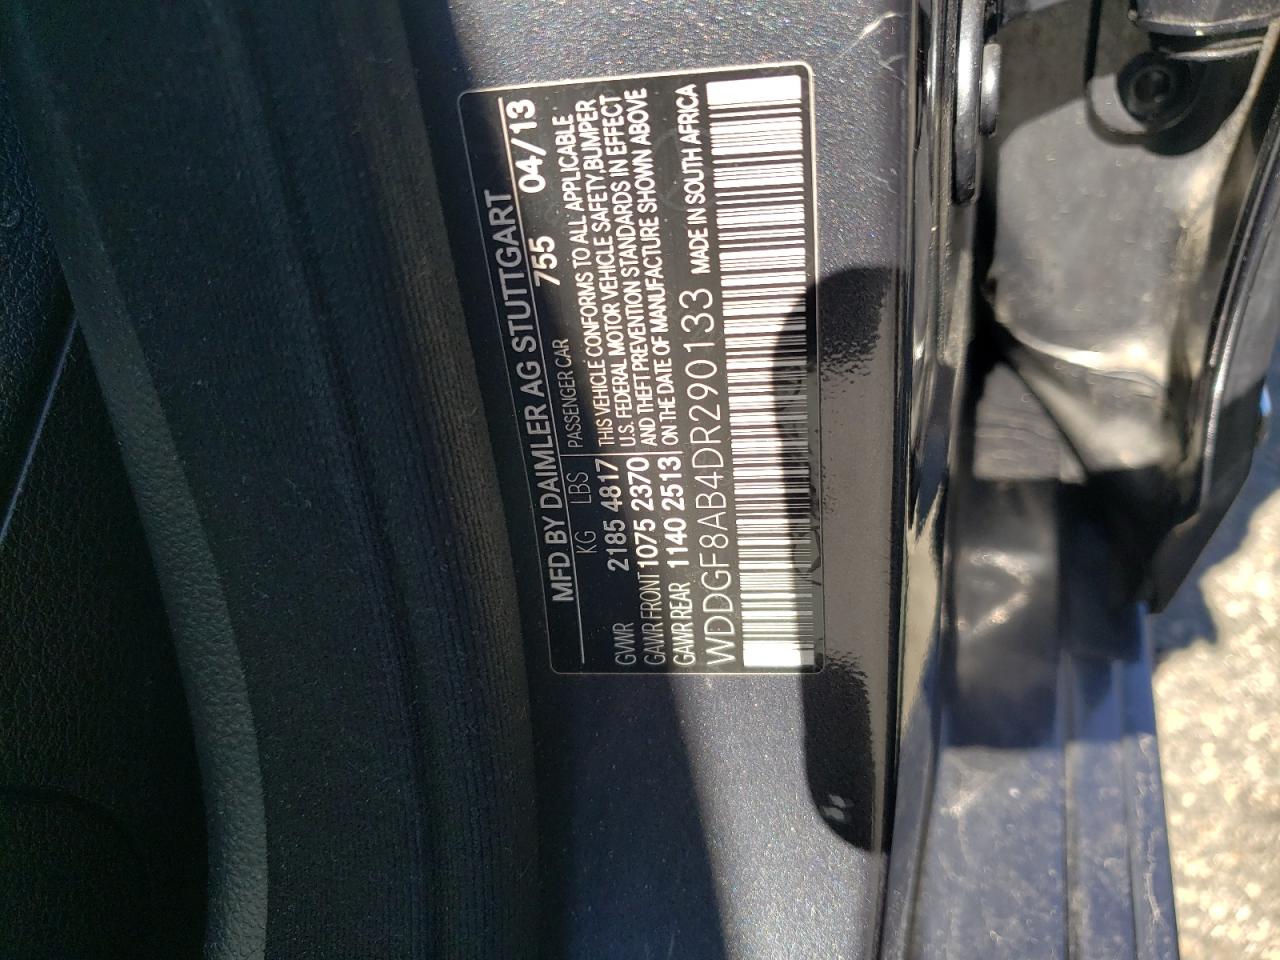 MFD BY DAIMLER AG STUTTGART
KG LBS PASSENGER CAR 755 04/13
GVWR 2185 4817 THIS VEHICLE CONFORMS TO ALL APPLICABLE
U.S. FEDERAL MOTOR VEHICLE SAFETY,BUMPER
GAWR FRONT 1075 2370 AND THEFT PREVENTION STANDARDS IN EFFECT
GAWR REAR 1140 2513 ON THE DATE OF MANUFACTURE SHOWN ABOVE
WDDGF8AB4DR290133 MADE IN SOUTH AFRICA